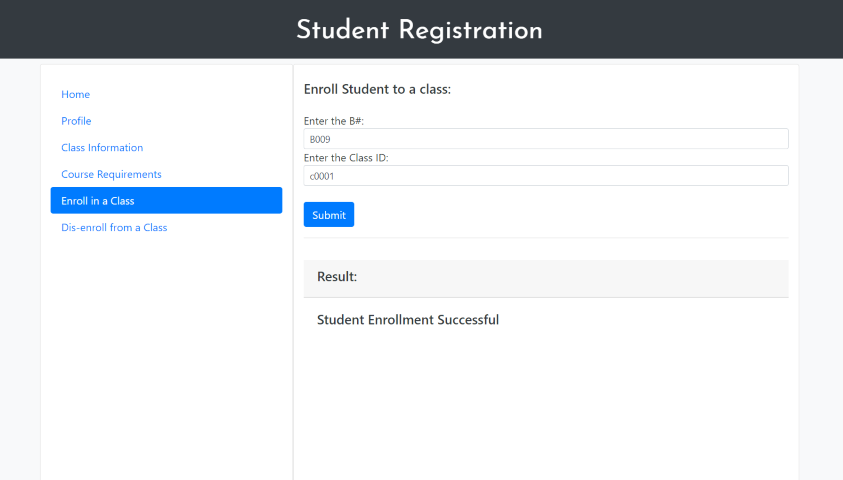 Student Registration
Home
Profile
Class Information
Course Requirements
Enroll in a Class
Dis-enroll from a Class
Enroll Student to a class:
Enter the B#:
B009
Enter the Class ID:
c0001
Submit
Result:
Student Enrollment Successful